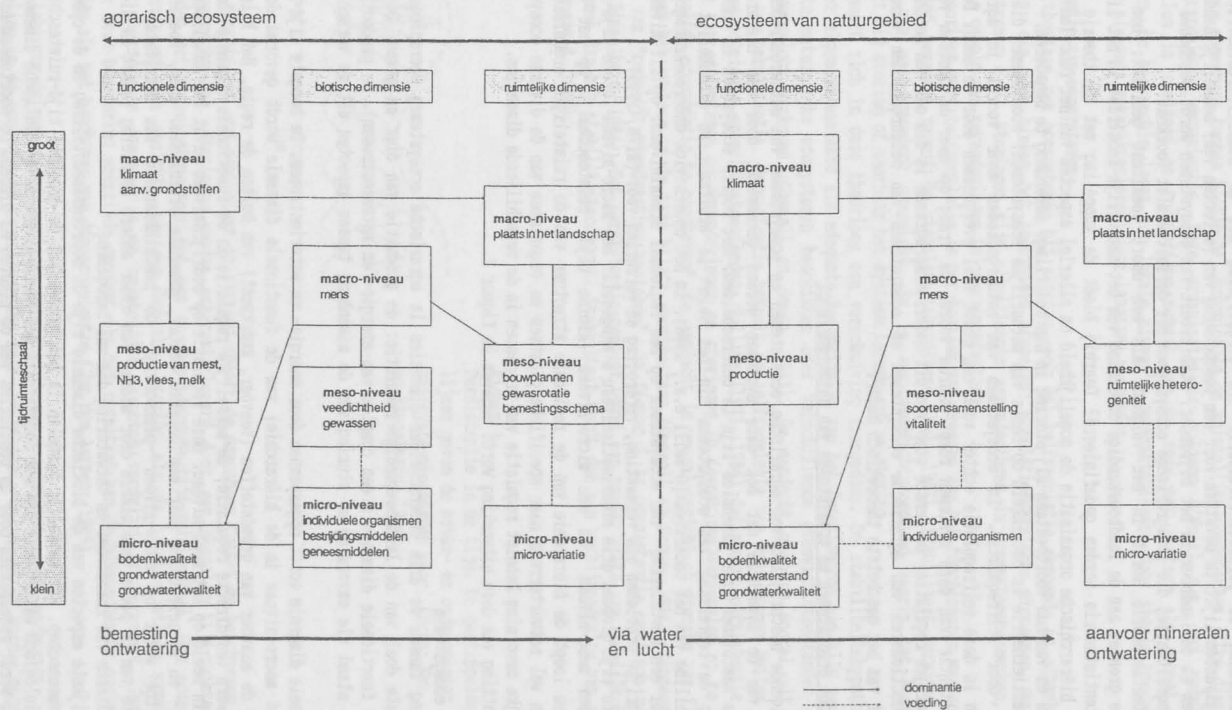 agrarisch ecosysteem
ecosysteem van natuurgebied
functionele dimensie
biotische dimensie
ruimtelijke dimensie
functionele dimensie
biotische dimensie
ruimtelijke dimensie
groot
tijdruimteschaal
klein
macro-niveau
klimaat
aanv. grondstoffen
macro-niveau
plaats in het landschap
macro-niveau
mens
meso-niveau
productie van mest,
NH3, vlees, melk
meso-niveau
veedichtheid
gewassen
meso-niveau
bouwplannen
gewasrotatie
bemestingsschema
micro-niveau
bodemkwaliteit
grondwaterstand
grondwaterkwaliteit
micro-niveau
individuele organismen
bestrijdingsmiddelen
geneesmiddelen
micro-niveau
micro-variatie
macro-niveau
klimaat
macro-niveau
plaats in het landschap
macro-niveau
mens
meso-niveau
productie
meso-niveau
soortensamenstelling
vitaliteit
meso-niveau
ruimtelijke hetero-
geniteit
micro-niveau
bodemkwaliteit
grondwaterstand
grondwaterkwaliteit
micro-niveau
individuele organismen
micro-niveau
micro-variatie
bemesting
ontwatering
via water
en lucht
aanvoer mineralen
ontwatering
dominantie
voeding